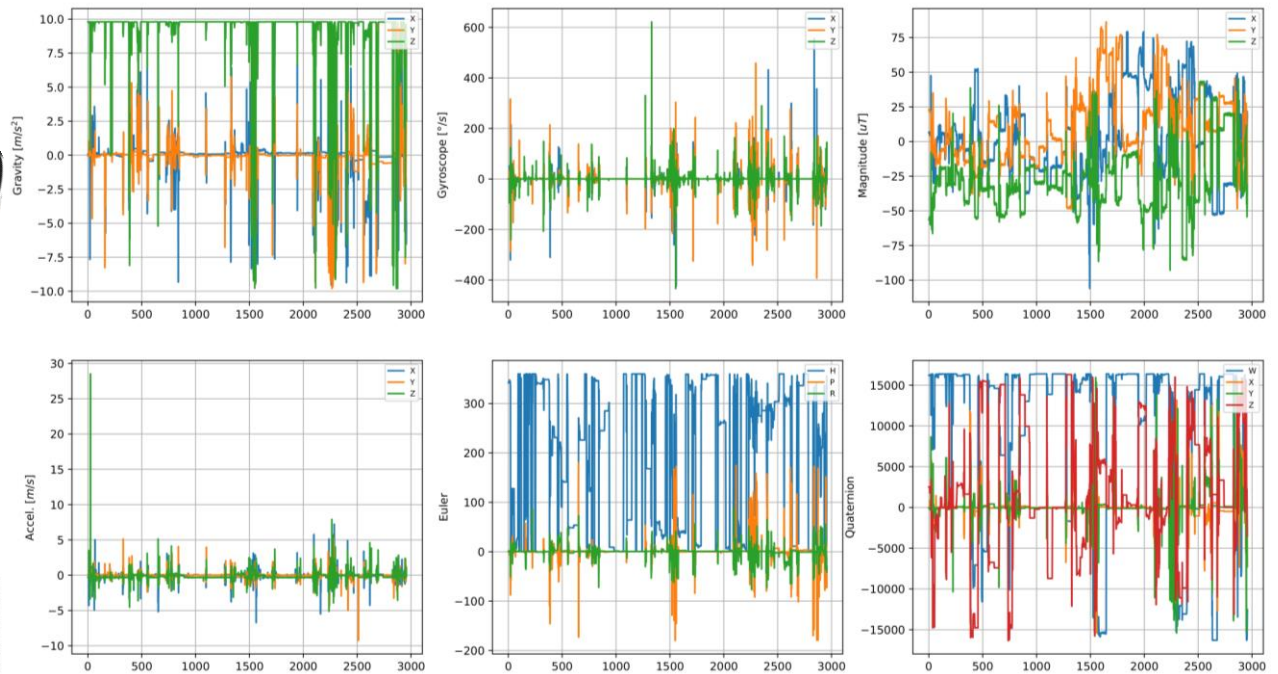 10.0
7.5
5.0
2.5
0.0
−2.5
−5.0
−7.5
−10.0
Gravity [m/s²]
X
Y
Z
0 500 1000 1500 2000 2500 3000
600
400
200
0
−200
−400
Gyroscope [°/s]
X
Y
Z
0 500 1000 1500 2000 2500 3000
75
50
25
0
−25
−50
−75
−100
Magnitude [uT]
X
Y
Z
0 500 1000 1500 2000 2500 3000
30
25
20
15
10
5
0
−5
−10
Accel. [m/s]
X
Y
Z
0 500 1000 1500 2000 2500 3000
300
200
100
0
−100
−200
Euler
H
P
R
0 500 1000 1500 2000 2500 3000
15000
10000
5000
0
−5000
−10000
−15000
Quaternion
W
X
Y
Z
0 500 1000 1500 2000 2500 3000